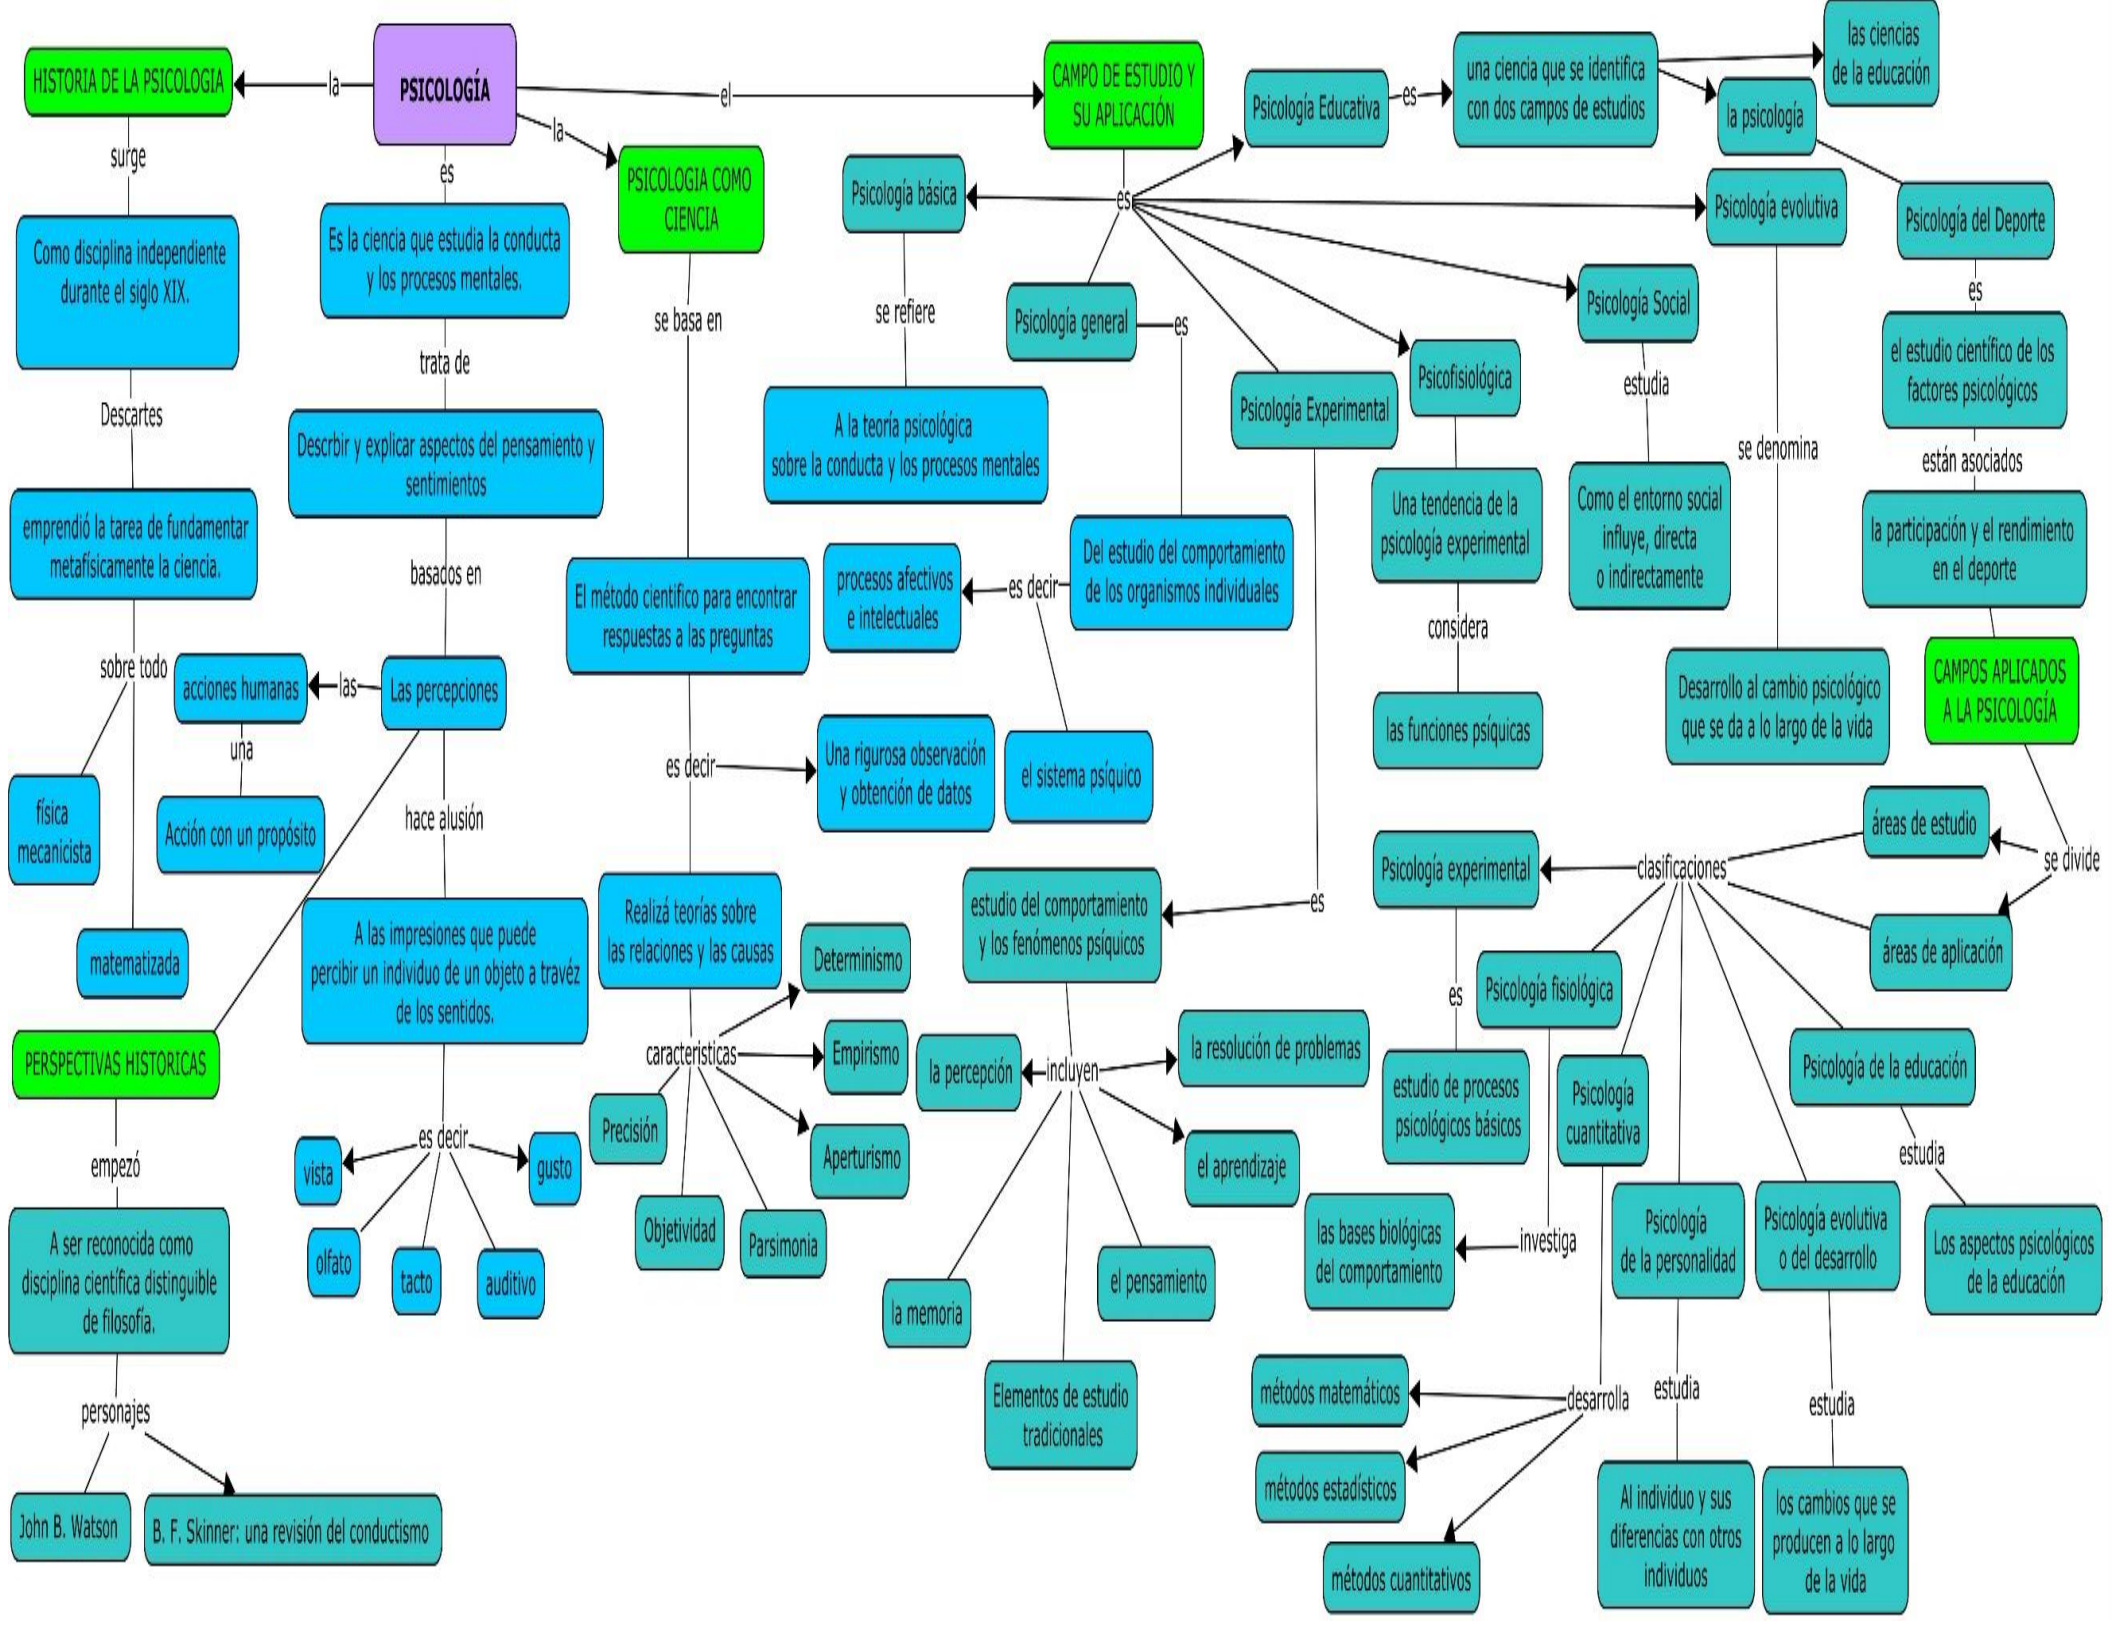 HISTORIA DE LA PSICOLOGIA
la
PSICOLOGÍA
el
la
es
surge
Como disciplina independiente
durante el siglo XIX.
Descartes
emprendió la tarea de fundamentar
metafísicamente la ciencia.
sobre todo
física
mecanicista
matematizada
Es la ciencia que estudia la conducta
y los procesos mentales.
trata de
Descrbir y explicar aspectos del pensamiento y
sentimientos
basados en
Las percepciones
las
acciones humanas
una
Acción con un propósito
hace alusión
A las impresiones que puede
percibir un individuo de un objeto a travéz
de los sentidos.
es decir
vista
olfato
tacto
auditivo
gusto
PERSPECTIVAS HISTORICAS
empezó
A ser reconocida como
disciplina científica distinguible
de filosofía.
personajes
John B. Watson
B. F. Skinner: una revisión del conductismo
PSICOLOGIA COMO
CIENCIA
se basa en
El método cientifico para encontrar
respuestas a las preguntas
es decir
Una rigurosa observación
y obtención de datos
Realizá teorías sobre
las relaciones y las causas
características
Determinismo
Empirismo
Aperturismo
Parsimonia
Objetividad
Precisión
CAMPO DE ESTUDIO Y
SU APLICACIÓN
es
Psicología básica
se refiere
A la teoría psicológica
sobre la conducta y los procesos mentales
Psicología general
es
Del estudio del comportamiento
de los organismos individuales
es decir
procesos afectivos
e intelectuales
el sistema psíquico
Psicología Experimental
es
estudio del comportamiento
y los fenómenos psíquicos
incluyen
la percepción
la resolución de problemas
el aprendizaje
el pensamiento
Elementos de estudio
tradicionales
la memoria
Psicofisiológica
Una tendencia de la
psicología experimental
considera
las funciones psíquicas
Psicología Social
estudia
Como el entorno social
influye, directa
o indirectamente
Psicología evolutiva
se denomina
Desarrollo al cambio psicológico
que se da a lo largo de la vida
Psicología Educativa
es
una ciencia que se identifica
con dos campos de estudios
las ciencias
de la educación
la psicología
Psicología del Deporte
es
el estudio científico de los
factores psicológicos
están asociados
la participación y el rendimiento
en el deporte
CAMPOS APLICADOS
A LA PSICOLOGÍA
se divide
áreas de estudio
áreas de aplicación
clasificaciones
Psicología experimental
es
estudio de procesos
psicológicos básicos
Psicología fisiológica
investiga
las bases biológicas
del comportamiento
Psicología
cuantitativa
desarrolla
métodos matemáticos
métodos estadísticos
métodos cuantitativos
Psicología
de la personalidad
estudia
Al individuo y sus
diferencias con otros
individuos
Psicología evolutiva
o del desarrollo
estudia
los cambios que se
producen a lo largo
de la vida
Psicología de la educación
estudia
Los aspectos psicológicos
de la educación